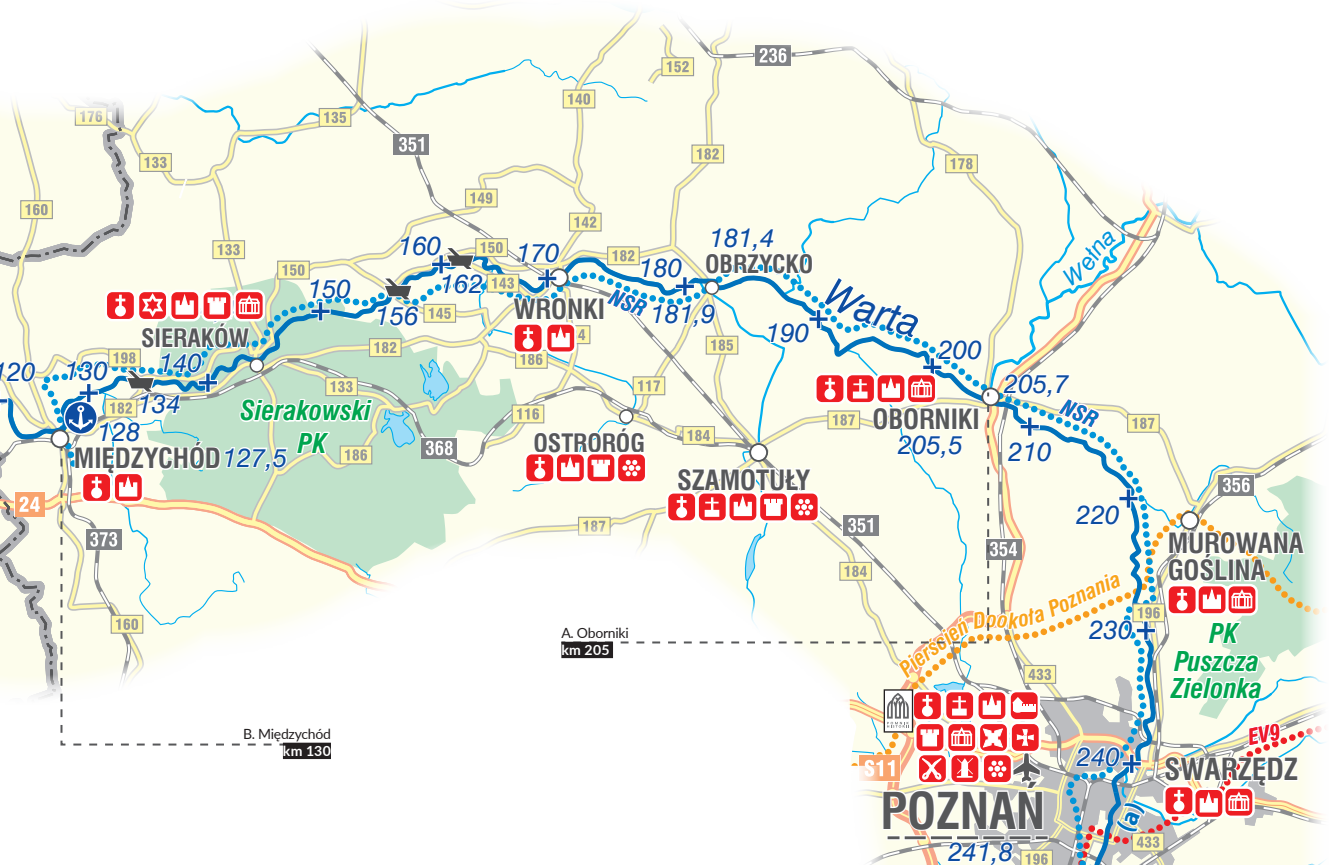 236
152
140
176
135
351
133
182
178
160
149
142
133
150
160
150
170
182
181,4
OBRZYCKO
Wełna
150
162
143
180
NSR
181,9
Warta
156
145
WRONKI
190
SIERAKÓW
4
182
186
185
200
198
140
120
130
134
182
133
117
205,7
NSR
Sierakowski
PK
116
187
OBORNIKI
205,5
187
128
MIĘDZYCHÓD
127,5
186
368
OSTRORÓG
184
210
SZAMOTUŁY
356
24
187
351
220
373
354
MUROWANA
GOŚLINA
184
Pierścień Dookoła Poznania
196
160
230
A. Oborniki
km 205
PK
Puszcza
Zielonka
433
B. Międzychód
km 130
EV9
S11
240
SWARZĘDZ
POZNAŃ
(a)
433
241,8
196